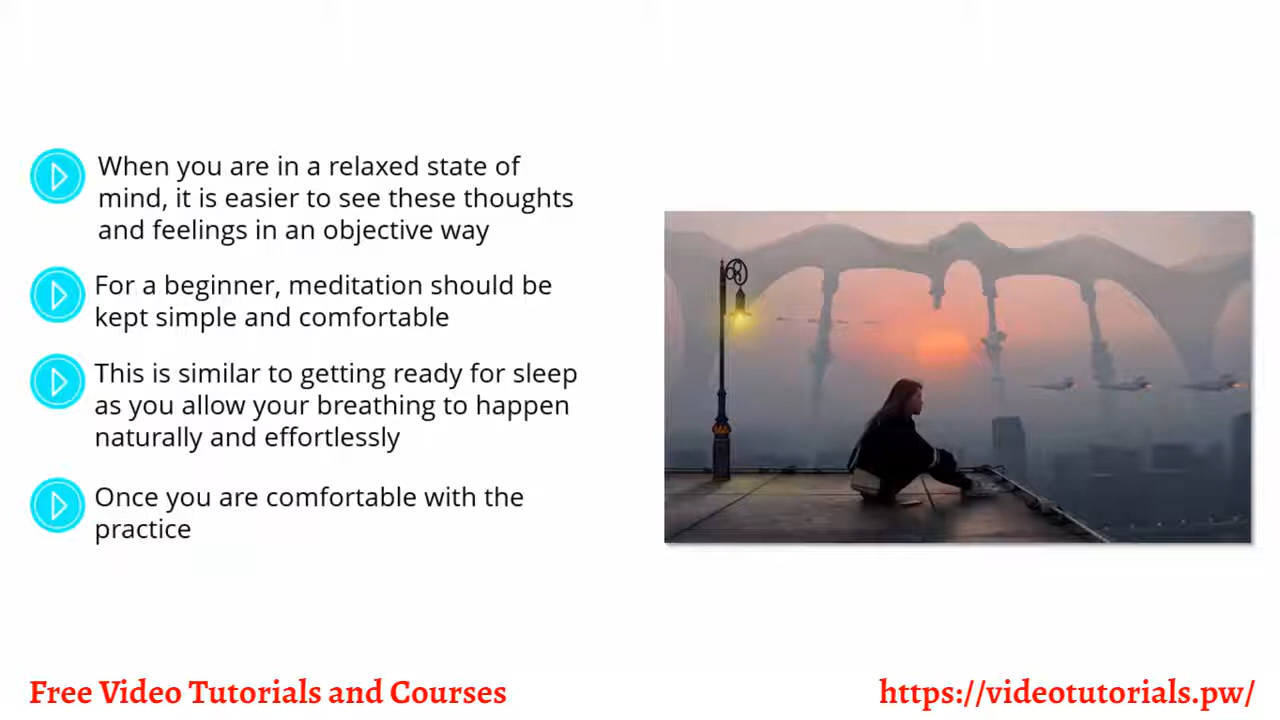 When you are in a relaxed state of
mind, it is easier to see these thoughts
and feelings in an objective way
For a beginner, meditation should be
kept simple and comfortable
This is similar to getting ready for sleep
as you allow your breathing to happen
naturally and effortlessly
Once you are comfortable with the
practice
Free Video Tutorials and Courses
https://videotutorials.pw/